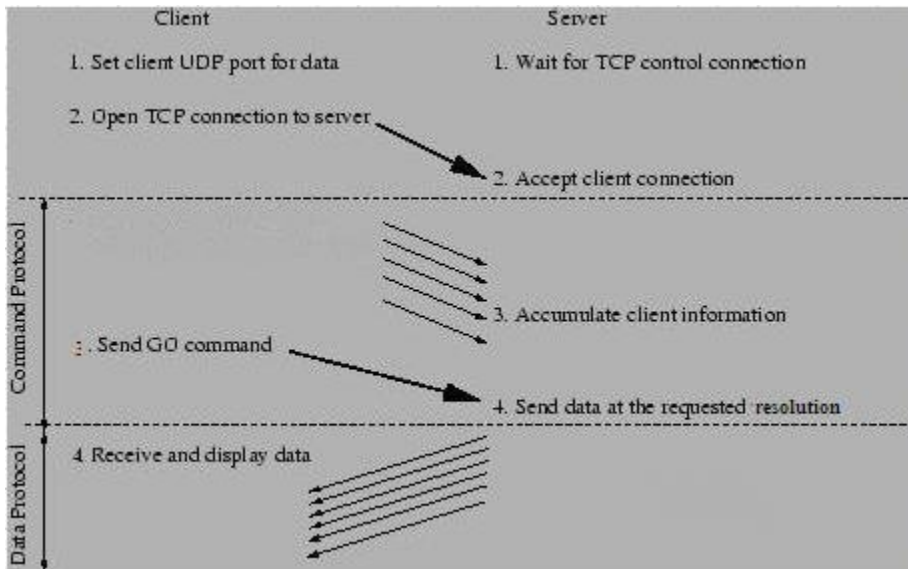 Client
Server
1. Set client UDP port for data
1. Wait for TCP control connection
2. Open TCP connection to server
2. Accept client connection
Command Protocol
3. Accumulate client information
. Send GO command
4. Send data at the requested resolution
Data Protocol
4 Receive and display data